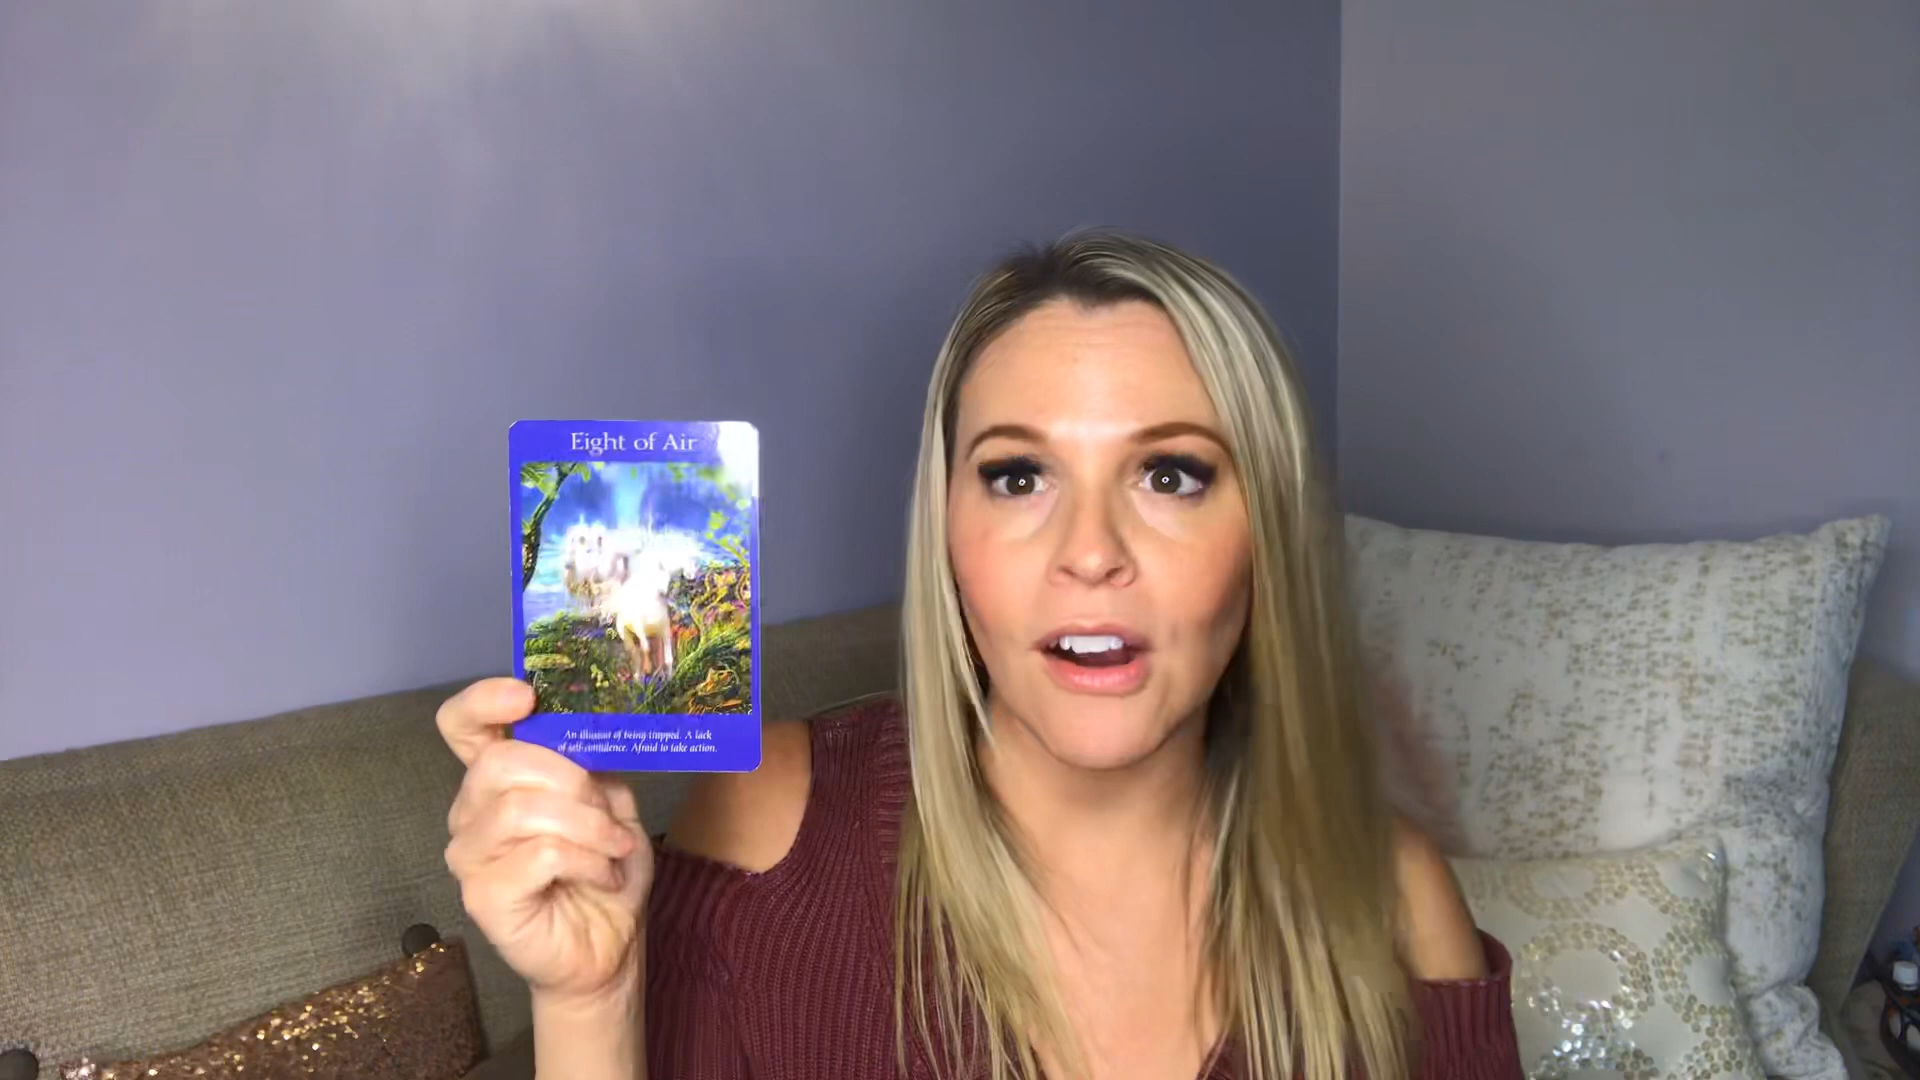 Eight of Air
An illusion of being trapped. A lack
of self-confidence. Afraid to take action.